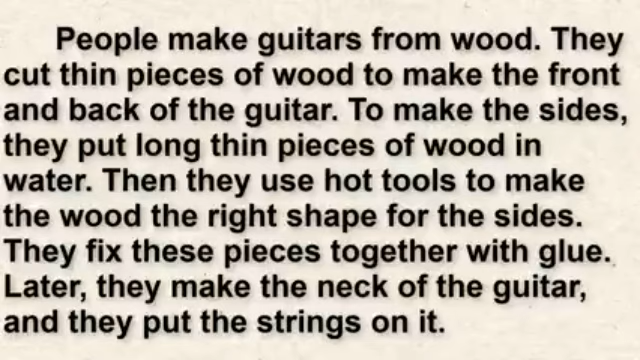 People make guitars from wood. They
cut thin pieces of wood to make the front
and back of the guitar. To make the sides,
they put long thin pieces of wood in
water. Then they use hot tools to make
the wood the right shape for the sides.
They fix these pieces together with glue.
Later, they make the neck of the guitar,
and they put the strings on it.